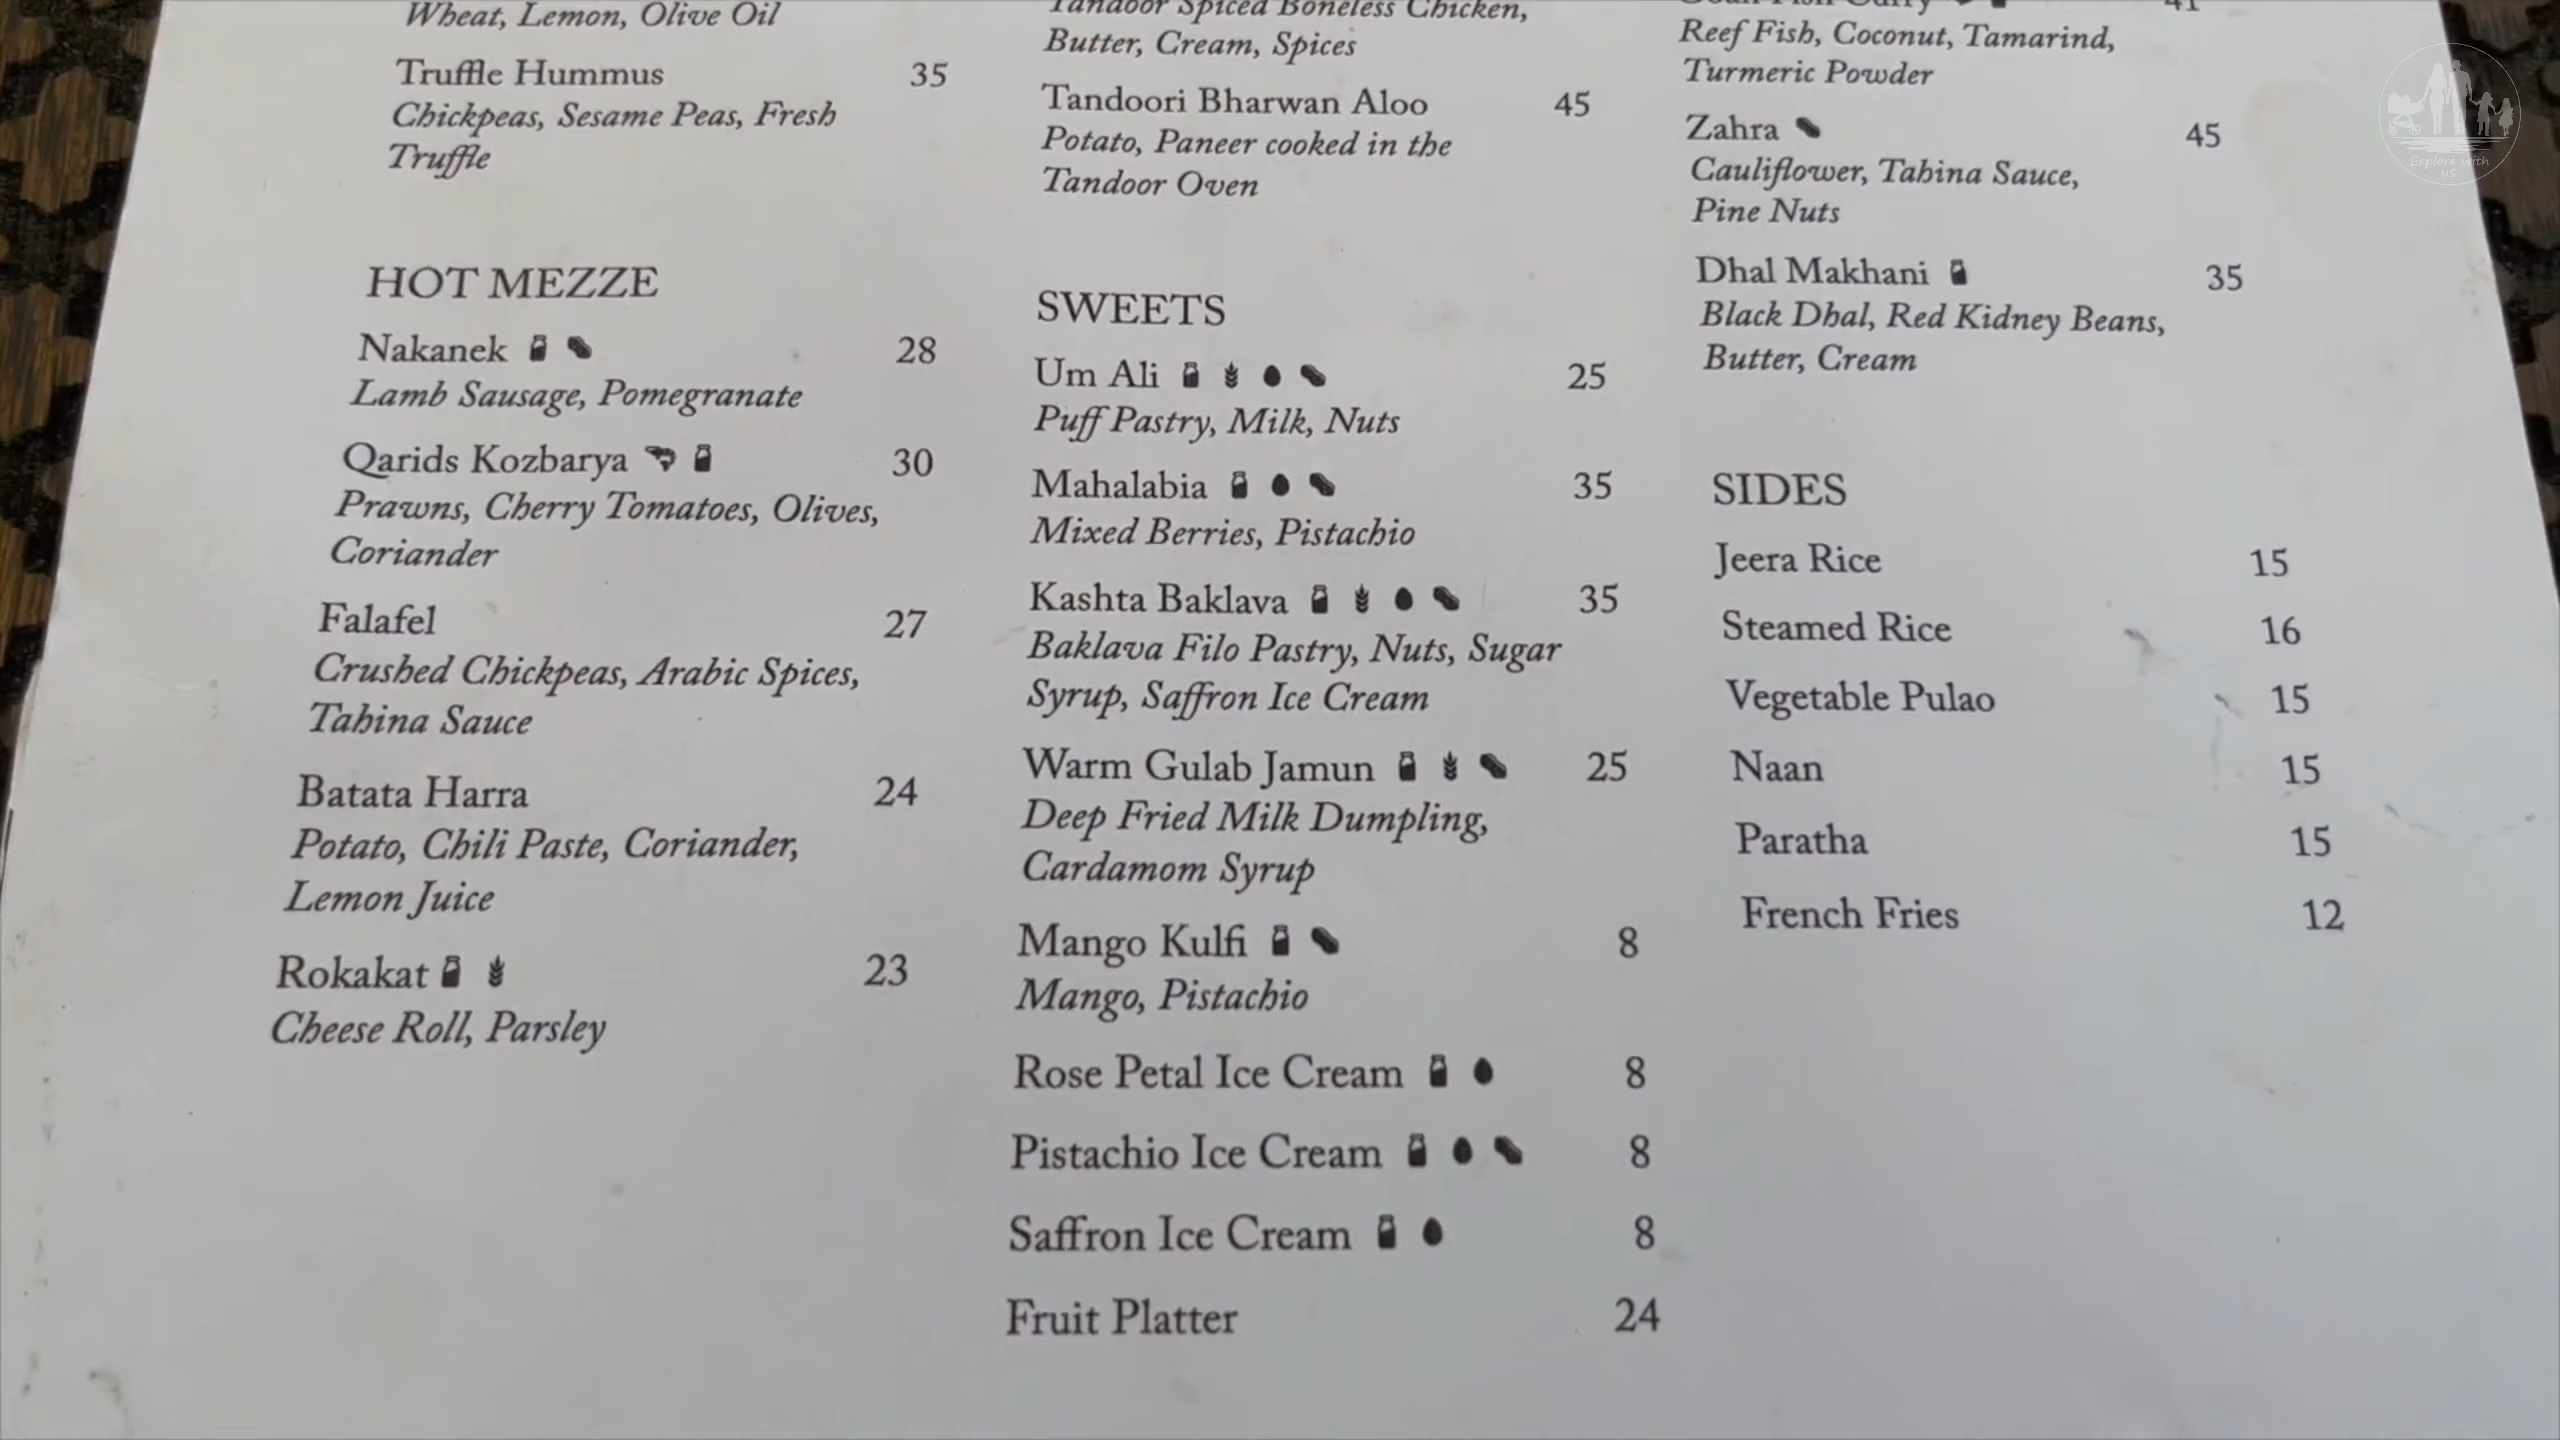 Wheat, Lemon, Olive Oil
Truffle Hummus 35
Chickpeas, Sesame Peas, Fresh
Truffle
HOT MEZZE
Nakanek 28
Lamb Sausage, Pomegranate
Qarids Kozbarya 30
Prawns, Cherry Tomatoes, Olives,
Coriander
Falafel 27
Crushed Chickpeas, Arabic Spices,
Tahina Sauce
Batata Harra 24
Potato, Chili Paste, Coriander,
Lemon Juice
Rokakat 23
Cheese Roll, Parsley
Tandoor Spiced Boneless Chicken,
Butter, Cream, Spices
Tandoori Bharwan Aloo 45
Potato, Paneer cooked in the
Tandoor Oven
SWEETS
Um Ali 25
Puff Pastry, Milk, Nuts
Mahalabia 35
Mixed Berries, Pistachio
Kashta Baklava 35
Baklava Filo Pastry, Nuts, Sugar
Syrup, Saffron Ice Cream
Warm Gulab Jamun 25
Deep Fried Milk Dumpling,
Cardamom Syrup
Mango Kulfi 8
Mango, Pistachio
Rose Petal Ice Cream 8
Pistachio Ice Cream 8
Saffron Ice Cream 8
Fruit Platter 24
Fish Curry 41
Reef Fish, Coconut, Tamarind,
Turmeric Powder
Zahra 45
Cauliflower, Tahina Sauce,
Pine Nuts
Dhal Makhani 35
Black Dhal, Red Kidney Beans,
Butter, Cream
SIDES
Jeera Rice 15
Steamed Rice 16
Vegetable Pulao 15
Naan 15
Paratha 15
French Fries 12
Explore with
us